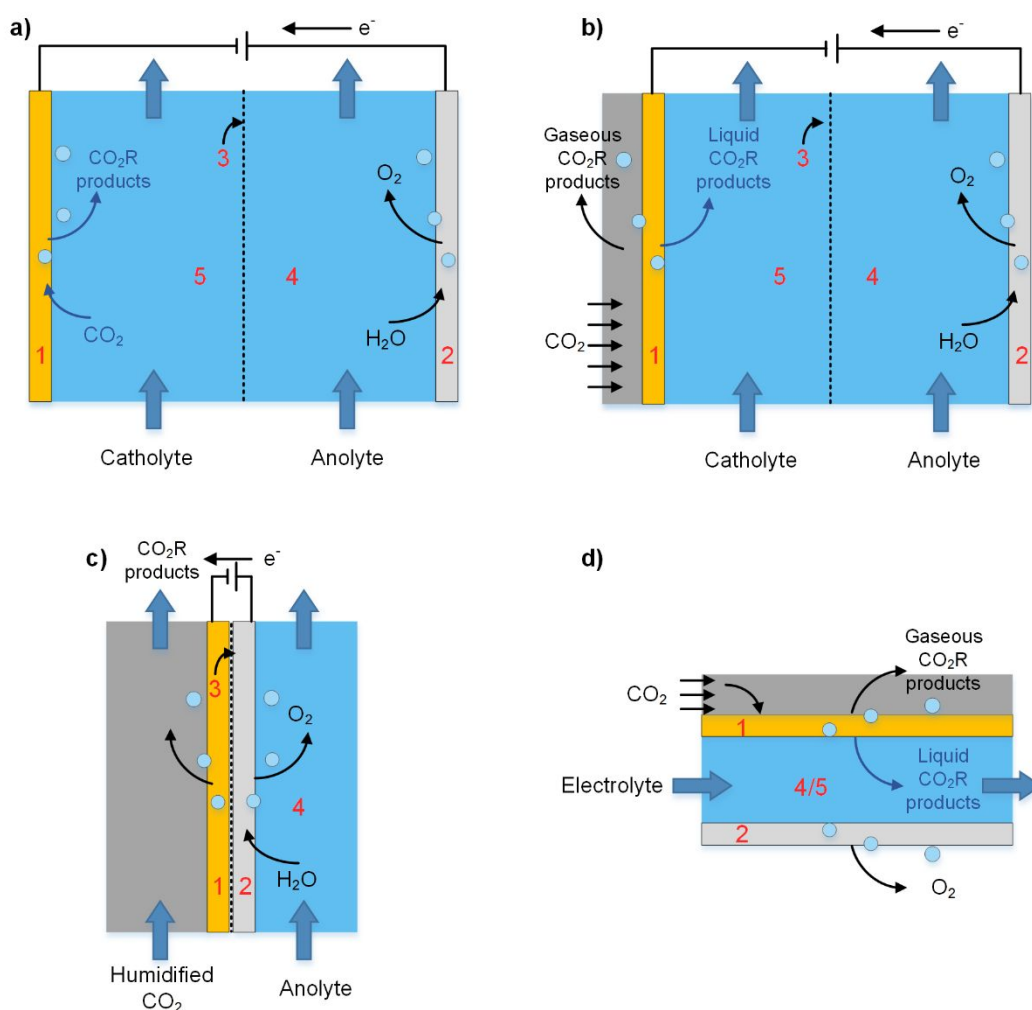 a)
e-
CO2R
products
3
O2
5
4
CO2
H2O
1
2
Catholyte
Anolyte
b)
e-
Gaseous
CO2R
products
Liquid
CO2R
products
3
O2
5
4
CO2
H2O
1
2
Catholyte
Anolyte
c)
CO2R
products
e-
3
O2
4
H2O
1
2
Humidified
CO2
Anolyte
d)
Gaseous
CO2R
products
CO2
1
Electrolyte
4/5
Liquid
CO2R
products
2
O2